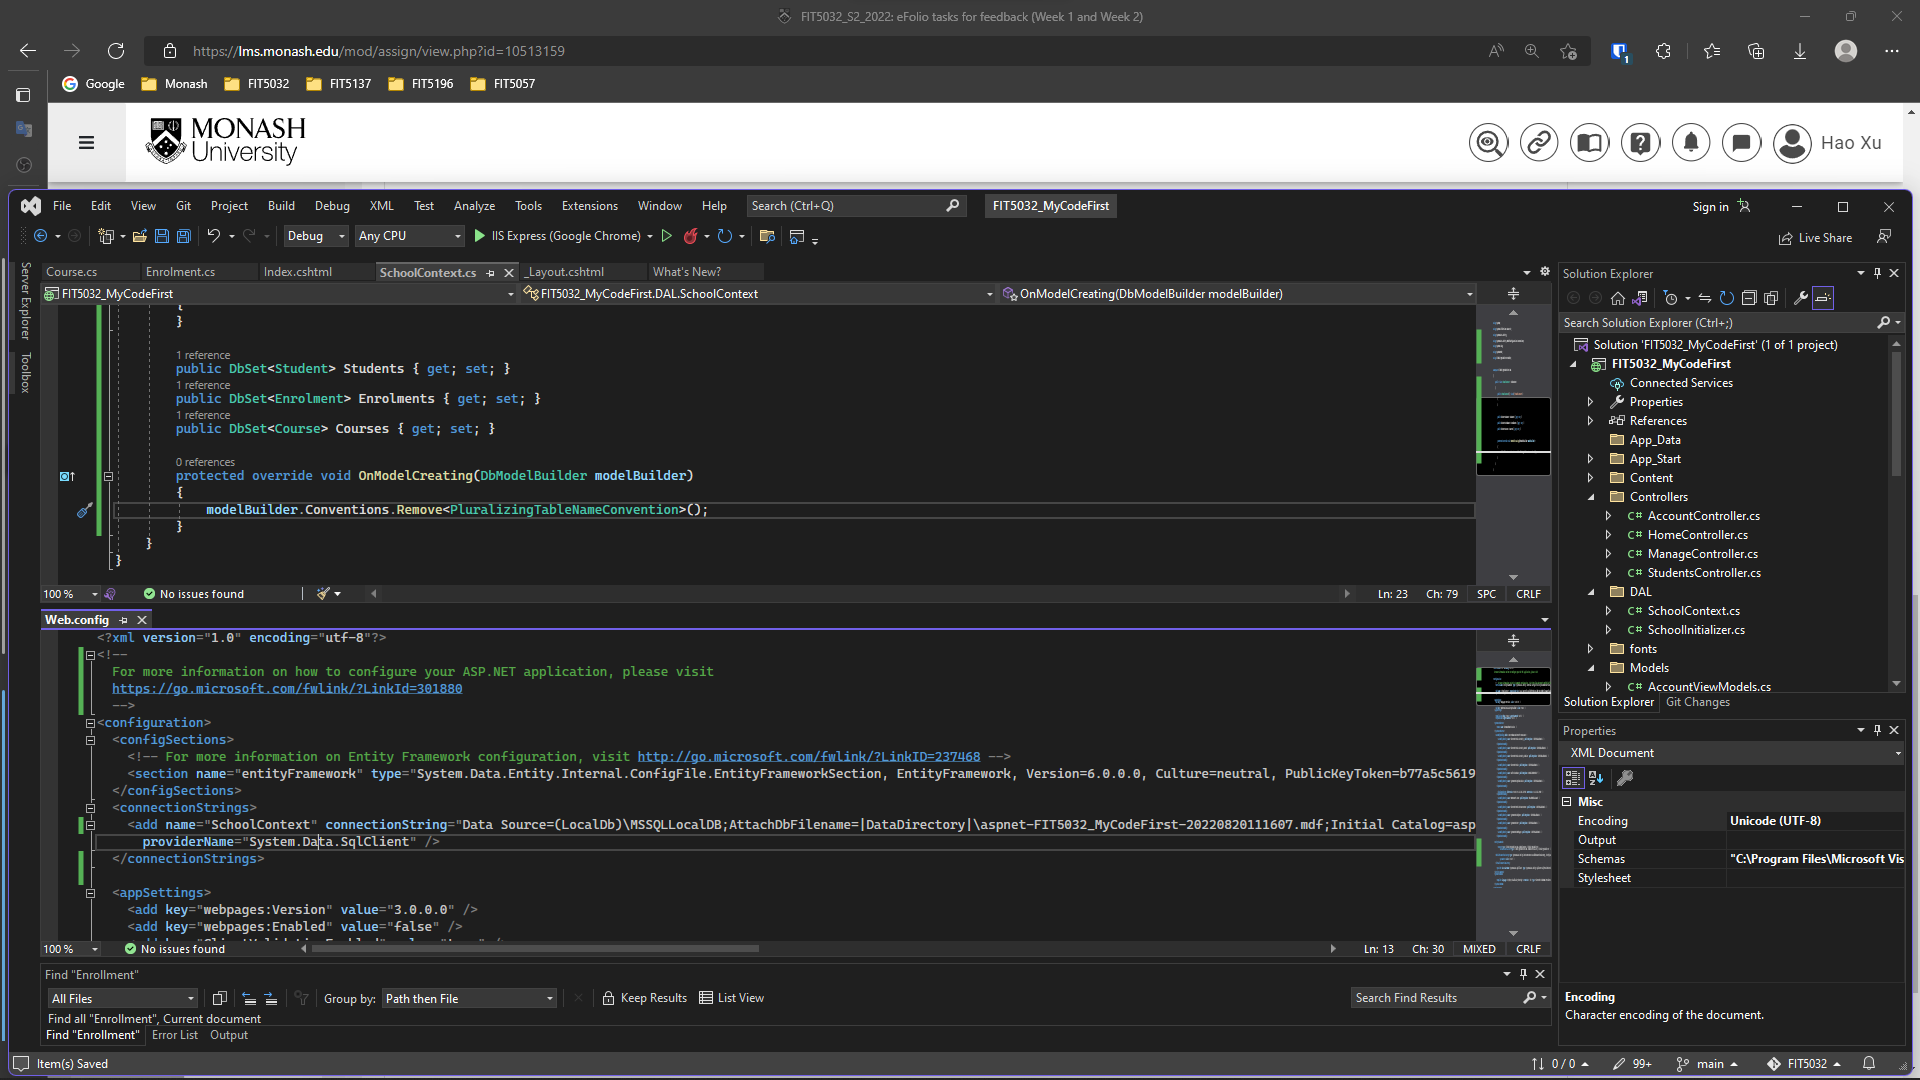 FIT5032_S2_2022: eFolio tasks for feedback (Week 1 and Week 2)
https://lms.monash.edu/mod/assign/view.php?id=10513159
Google Monash FIT5032 FIT5137 FIT5196 FIT5057
MONASH University
Hao Xu
File Edit View Git Project Build Debug XML Test Analyze Tools Extensions Window Help Search (Ctrl+Q) FIT5032_MyCodeFirst Sign in
Debug Any CPU IIS Express (Google Chrome) Live Share
Server Explorer
Toolbox
Course.cs Enrolment.cs Index.cshtml SchoolContext.cs _Layout.cshtml What's New?
FIT5032_MyCodeFirst FIT5032_MyCodeFirst.DAL.SchoolContext OnModelCreating(DbModelBuilder modelBuilder)
{
}
1 reference
public DbSet<Student> Students { get; set; }
1 reference
public DbSet<Enrolment> Enrolments { get; set; }
1 reference
public DbSet<Course> Courses { get; set; }
0 references
protected override void OnModelCreating(DbModelBuilder modelBuilder)
{
modelBuilder.Conventions.Remove<PluralizingTableNameConvention>();
}
}
}
100 % No issues found Ln: 23 Ch: 79 SPC CRLF
Web.config
<?xml version="1.0" encoding="utf-8"?>
<!--
For more information on how to configure your ASP.NET application, please visit
https://go.microsoft.com/fwlink/?LinkId=301880
-->
<configuration>
<configSections>
<!-- For more information on Entity Framework configuration, visit http://go.microsoft.com/fwlink/?LinkID=237468 -->
<section name="entityFramework" type="System.Data.Entity.Internal.ConfigFile.EntityFrameworkSection, EntityFramework, Version=6.0.0.0, Culture=neutral, PublicKeyToken=b77a5c5619
</configSections>
<connectionStrings>
<add name="SchoolContext" connectionString="Data Source=(LocalDb)\MSSQLLocalDB;AttachDbFilename=|DataDirectory|\aspnet-FIT5032_MyCodeFirst-20220820111607.mdf;Initial Catalog=asp
providerName="System.Data.SqlClient" />
</connectionStrings>
<appSettings>
<add key="webpages:Version" value="3.0.0.0" />
<add key="webpages:Enabled" value="false" />
100 % No issues found Ln: 13 Ch: 30 MIXED CRLF
Find "Enrollment"
All Files Group by: Path then File Keep Results List View Search Find Results
Find all "Enrollment", Current document
Find "Enrollment" Error List Output
Solution Explorer
Search Solution Explorer (Ctrl+;)
Solution 'FIT5032_MyCodeFirst' (1 of 1 project)
FIT5032_MyCodeFirst
Connected Services
Properties
References
App_Data
App_Start
Content
Controllers
C# AccountController.cs
C# HomeController.cs
C# ManageController.cs
C# StudentsController.cs
DAL
C# SchoolContext.cs
C# SchoolInitializer.cs
fonts
Models
C# AccountViewModels.cs
Solution Explorer Git Changes
Properties
XML Document
Misc
Encoding Unicode (UTF-8)
Output
Schemas "C:\Program Files\Microsoft Vis
Stylesheet
Encoding
Character encoding of the document.
Item(s) Saved 0 / 0 99+ main FIT5032